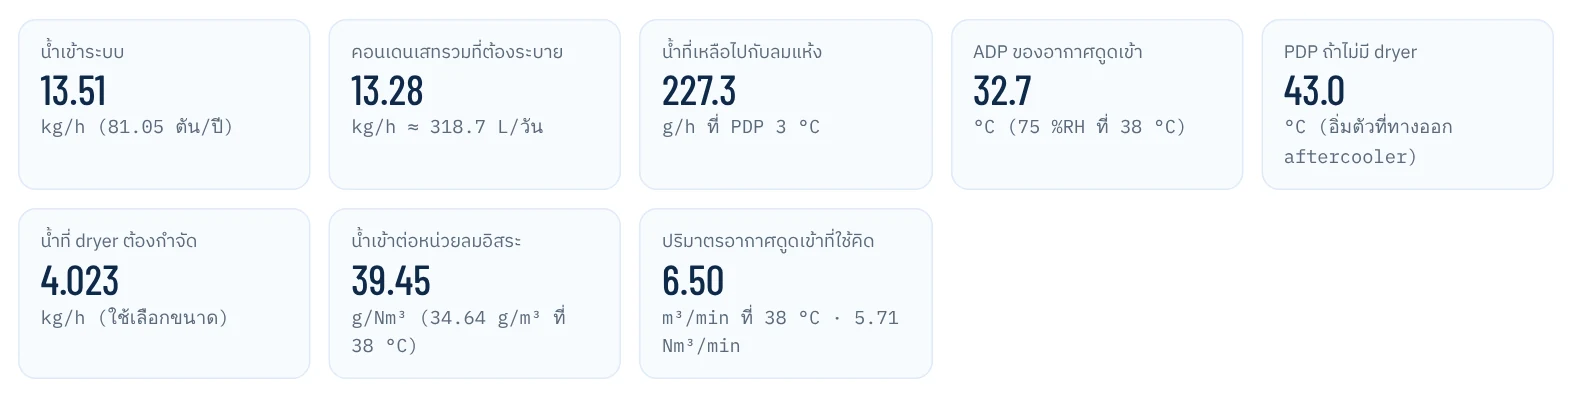 น้ำเข้าระบบ
13.51
kg/h (81.05 ตัน/ปี)
คอนเดนเสทรวมที่ต้องระบาย
13.28
kg/h ≈ 318.7 L/วัน
น้ำที่เหลือไปกับลมแห้ง
227.3
g/h ที่ PDP 3 °C
ADP ของอากาศดูดเข้า
32.7
°C (75 %RH ที่ 38 °C)
PDP ถ้าไม่มี dryer
43.0
°C (อิ่มตัวที่ทางออก
aftercooler)
น้ำที่ dryer ต้องกำจัด
4.023
kg/h (ใช้เลือกขนาด)
น้ำเข้าต่อหน่วยลมอิสระ
39.45
g/Nm³ (34.64 g/m³ ที่
38 °C)
ปริมาตรอากาศดูดเข้าที่ใช้คิด
6.50
m³/min ที่ 38 °C · 5.71
Nm³/min